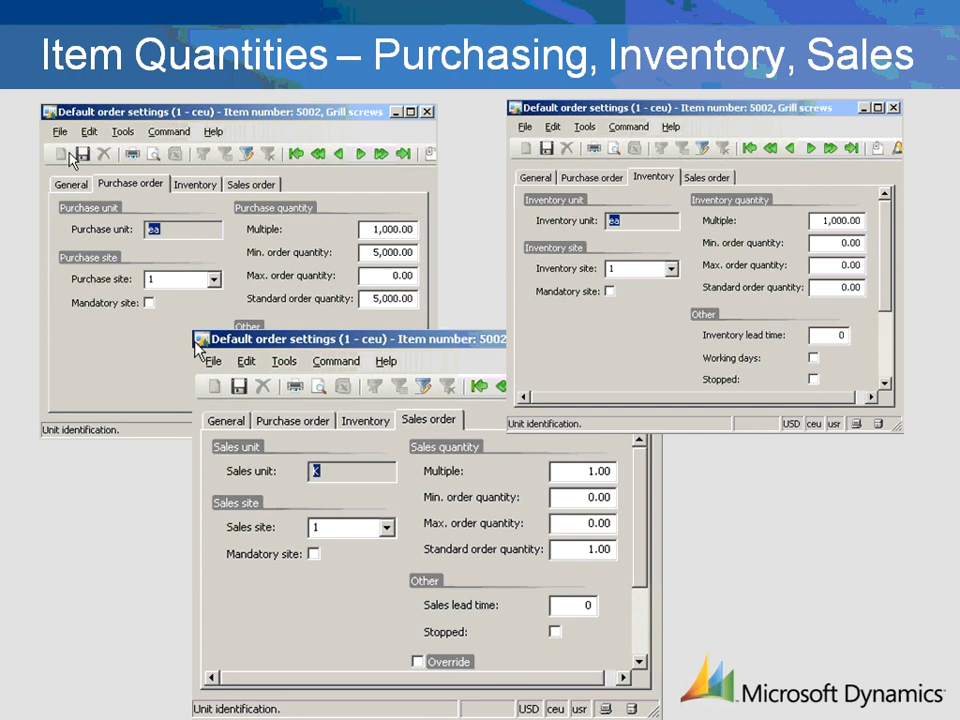 Item Quantities – Purchasing, Inventory, Sales
Default order settings (1 - ceu) - Item number: 5002, Grill screws
File Edit Tools Command Help
General Purchase order Inventory Sales order
Purchase unit
Purchase unit: ea
Purchase site
Purchase site: 1
Mandatory site:
Purchase quantity
Multiple: 1,000.00
Min. order quantity: 5,000.00
Max. order quantity: 0.00
Standard order quantity: 5,000.00
Other
Unit identification.
Default order settings (1 - ceu) - Item number: 5002, Grill screws
File Edit Tools Command Help
General Purchase order Inventory Sales order
Inventory unit
Inventory unit: ea
Inventory site
Inventory site: 1
Mandatory site:
Inventory quantity
Multiple: 1,000.00
Min. order quantity: 0.00
Max. order quantity: 0.00
Standard order quantity: 0.00
Other
Inventory lead time: 0
Working days:
Stopped:
Unit identification. USD ceu usr
Default order settings (1 - ceu) - Item number: 5002
File Edit Tools Command Help
General Purchase order Inventory Sales order
Sales unit
Sales unit: X
Sales site
Sales site: 1
Mandatory site:
Sales quantity
Multiple: 1.00
Min. order quantity: 0.00
Max. order quantity: 0.00
Standard order quantity: 1.00
Other
Sales lead time: 0
Stopped:
Override
Unit identification. USD ceu usr
Microsoft Dynamics